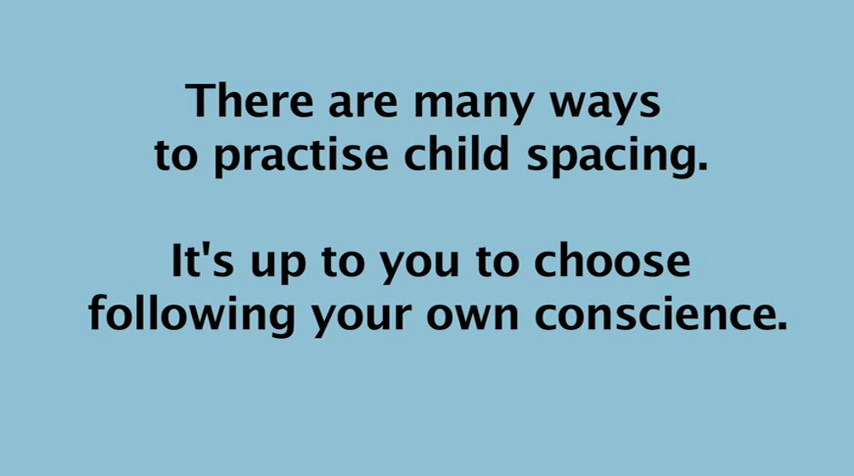 There are many ways
to practise child spacing.
It's up to you to choose
following your own conscience.